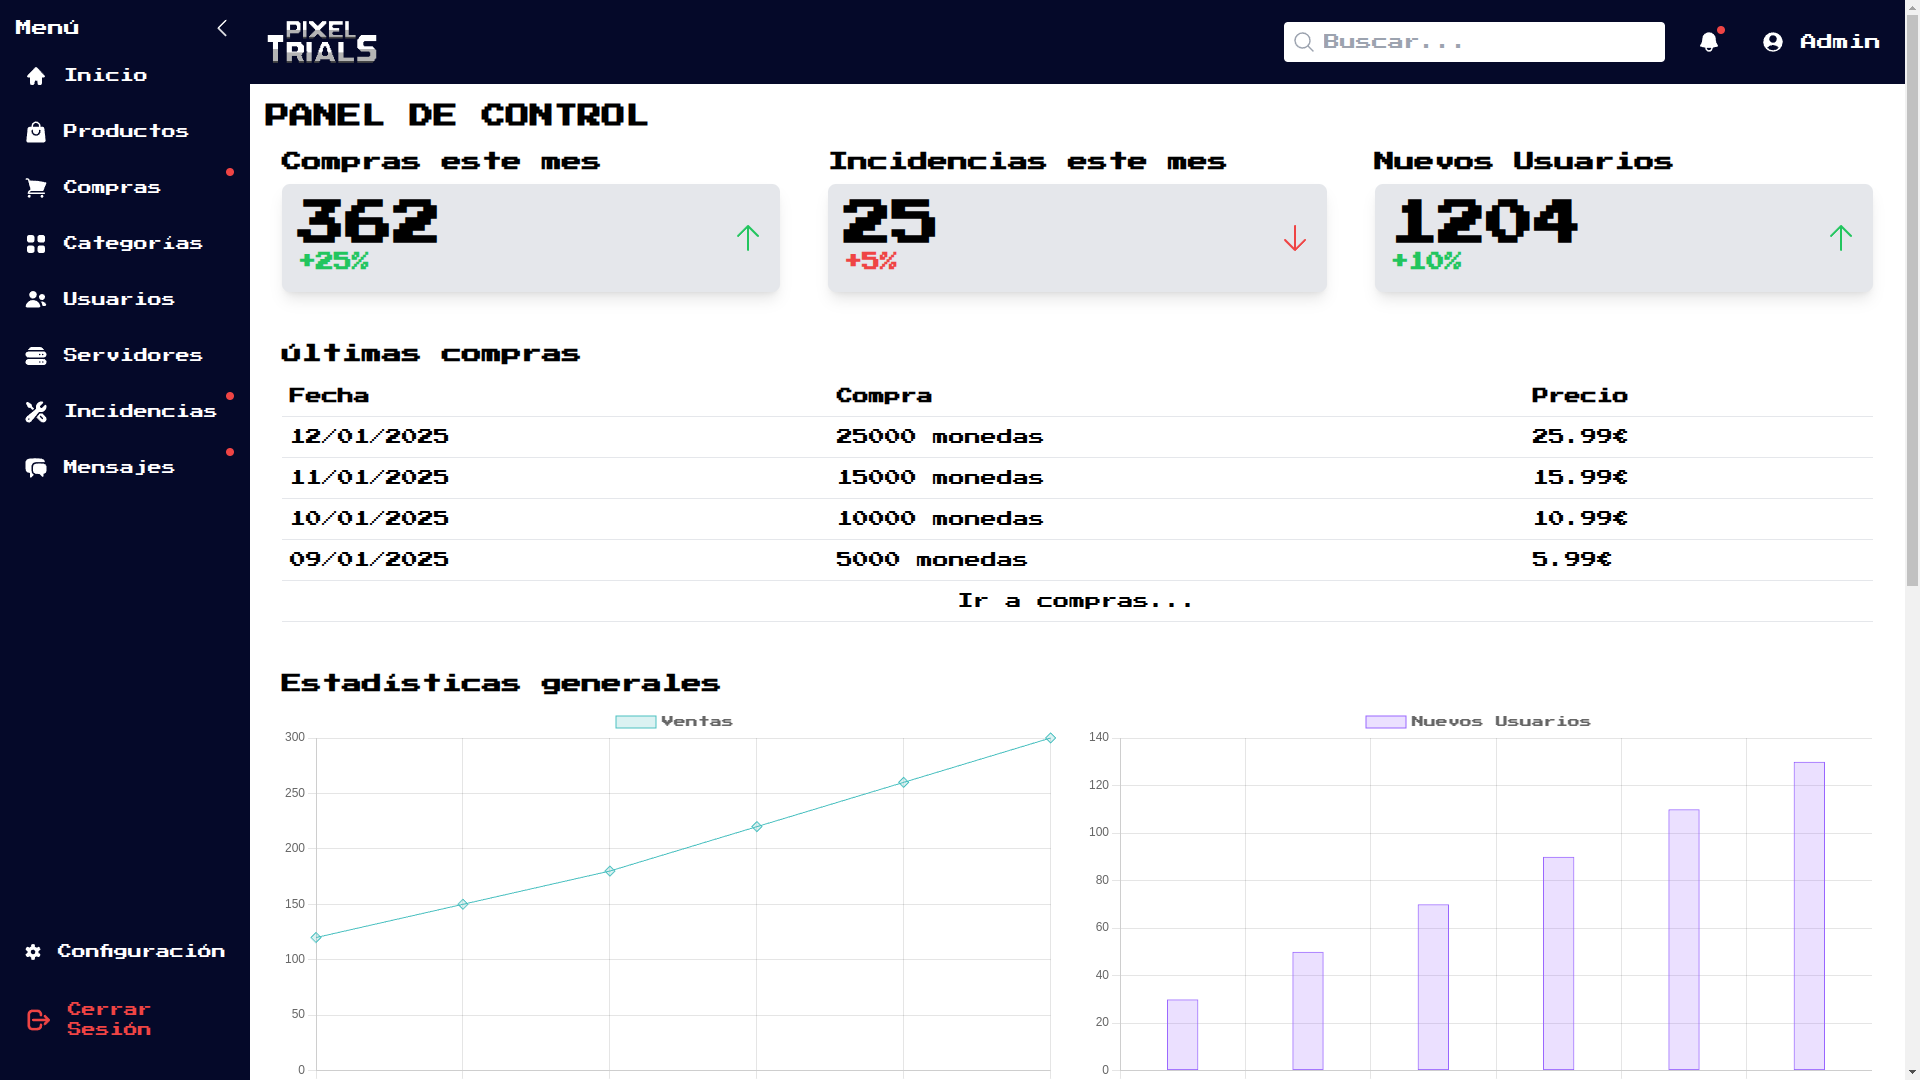 Menú
Inicio
Productos
Compras
Categorías
Usuarios
Servidores
Incidencias
Mensajes
Configuración
Cerrar
Sesión
PIXEL
TRIALS
Buscar...
Admin
PANEL DE CONTROL
Compras este mes
362
+25%
Incidencias este mes
25
+5%
Nuevos Usuarios
1204
+10%
últimas compras
Fecha Compra Precio
12/01/2025 25000 monedas 25.99€
11/01/2025 15000 monedas 15.99€
10/01/2025 10000 monedas 10.99€
09/01/2025 5000 monedas 5.99€
Ir a compras...
Estadísticas generales
Ventas
300
250
200
150
100
50
0
Nuevos Usuarios
140
120
100
80
60
40
20
0